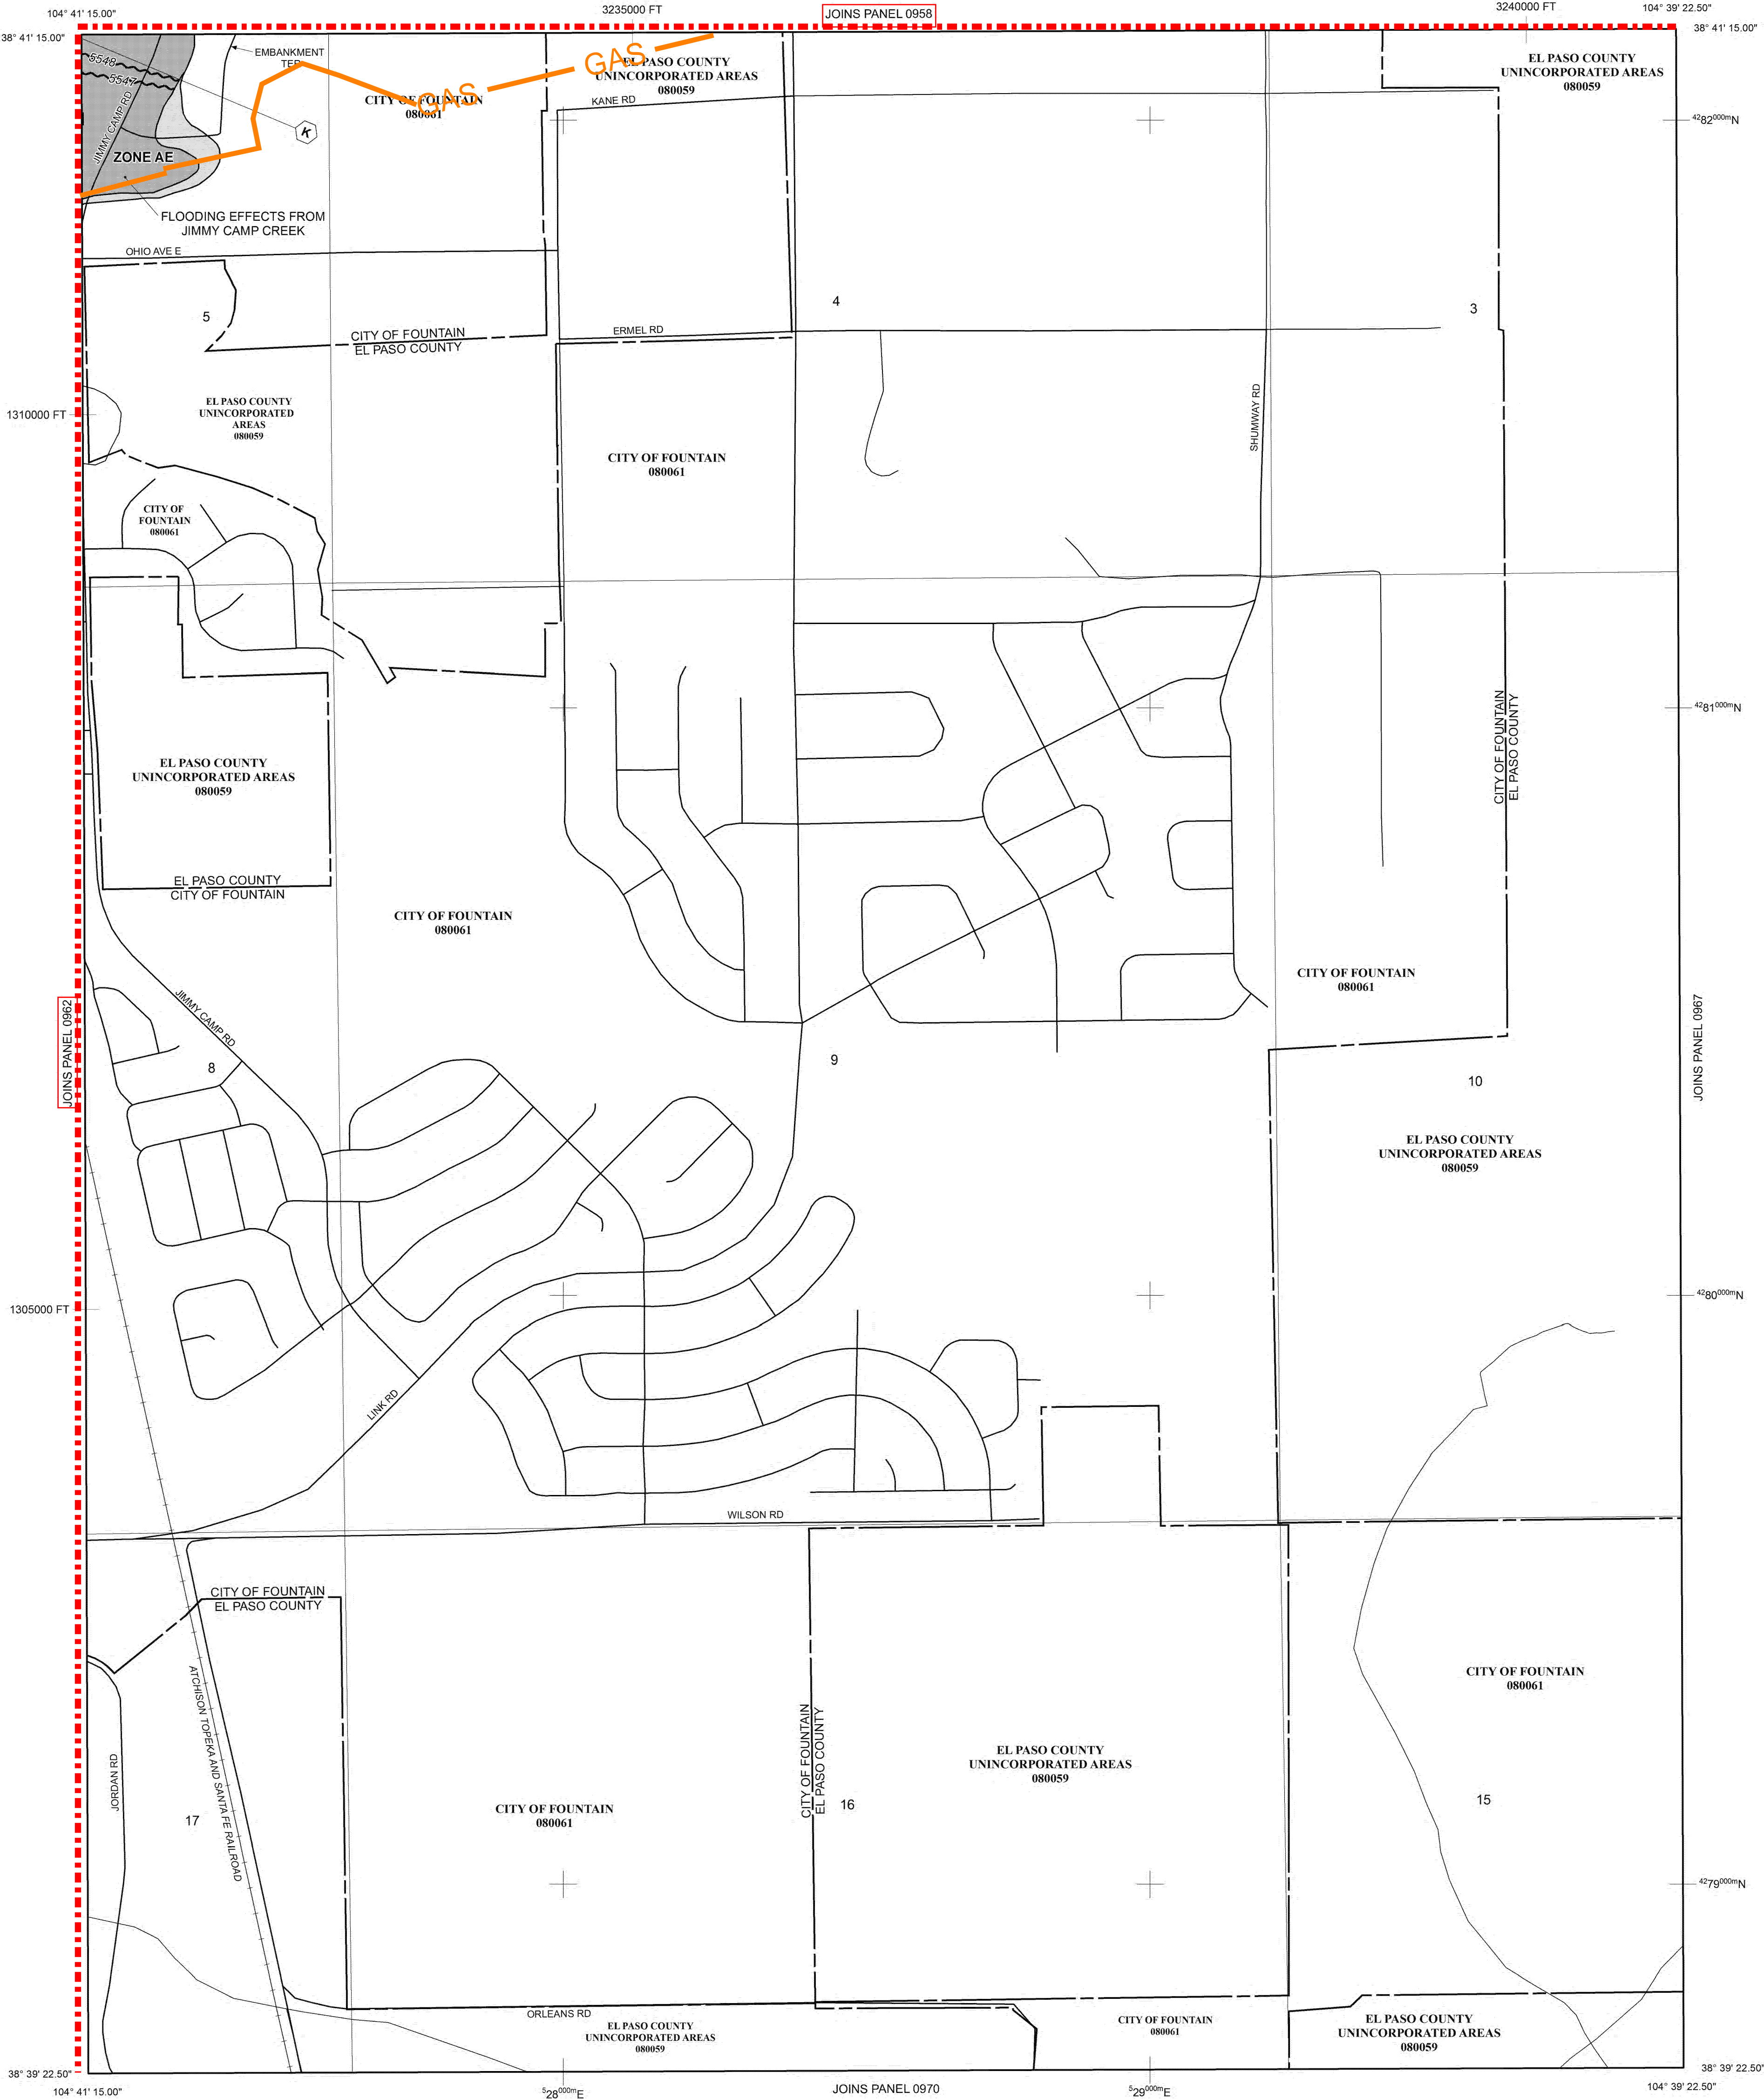 104° 41' 15.00"
3235000 FT
JOINS PANEL 0958
3240000 FT
104° 39' 22.50"
38° 41' 15.00"
38° 41' 15.00"
5548
5547
EMBANKMENT
GAS
GAS
EL PASO COUNTY
UNINCORPORATED AREAS
080059
EL PASO COUNTY
UNINCORPORATED AREAS
080059
CITY OF FOUNTAIN
080061
KANE RD
JIMMY CAMP RD
K
4282000mN
ZONE AE
FLOODING EFFECTS FROM
JIMMY CAMP CREEK
OHIO AVE E
5
4
3
CITY OF FOUNTAIN
EL PASO COUNTY
ERMEL RD
EL PASO COUNTY
UNINCORPORATED
AREAS
080059
1310000 FT
SHUMWAY RD
CITY OF FOUNTAIN
080061
CITY OF
FOUNTAIN
080061
4281000mN
CITY OF FOUNTAIN
EL PASO COUNTY
EL PASO COUNTY
UNINCORPORATED AREAS
080059
EL PASO COUNTY
CITY OF FOUNTAIN
CITY OF FOUNTAIN
080061
CITY OF FOUNTAIN
080061
JOINS PANEL 0962
JIMMY CAMP RD
JOINS PANEL 0967
8
9
10
EL PASO COUNTY
UNINCORPORATED AREAS
080059
1305000 FT
4280000mN
LINK RD
WILSON RD
CITY OF FOUNTAIN
EL PASO COUNTY
ATCHISON TOPEKA AND SANTA FE RAILROAD
CITY OF FOUNTAIN
080061
CITY OF FOUNTAIN
EL PASO COUNTY
EL PASO COUNTY
UNINCORPORATED AREAS
080059
JORDAN RD
17
16
15
CITY OF FOUNTAIN
080061
4279000mN
ORLEANS RD
EL PASO COUNTY
UNINCORPORATED AREAS
080059
CITY OF FOUNTAIN
080061
EL PASO COUNTY
UNINCORPORATED AREAS
080059
38° 39' 22.50"
38° 39' 22.50"
104° 41' 15.00"
528000mE
JOINS PANEL 0970
529000mE
104° 39' 22.50"